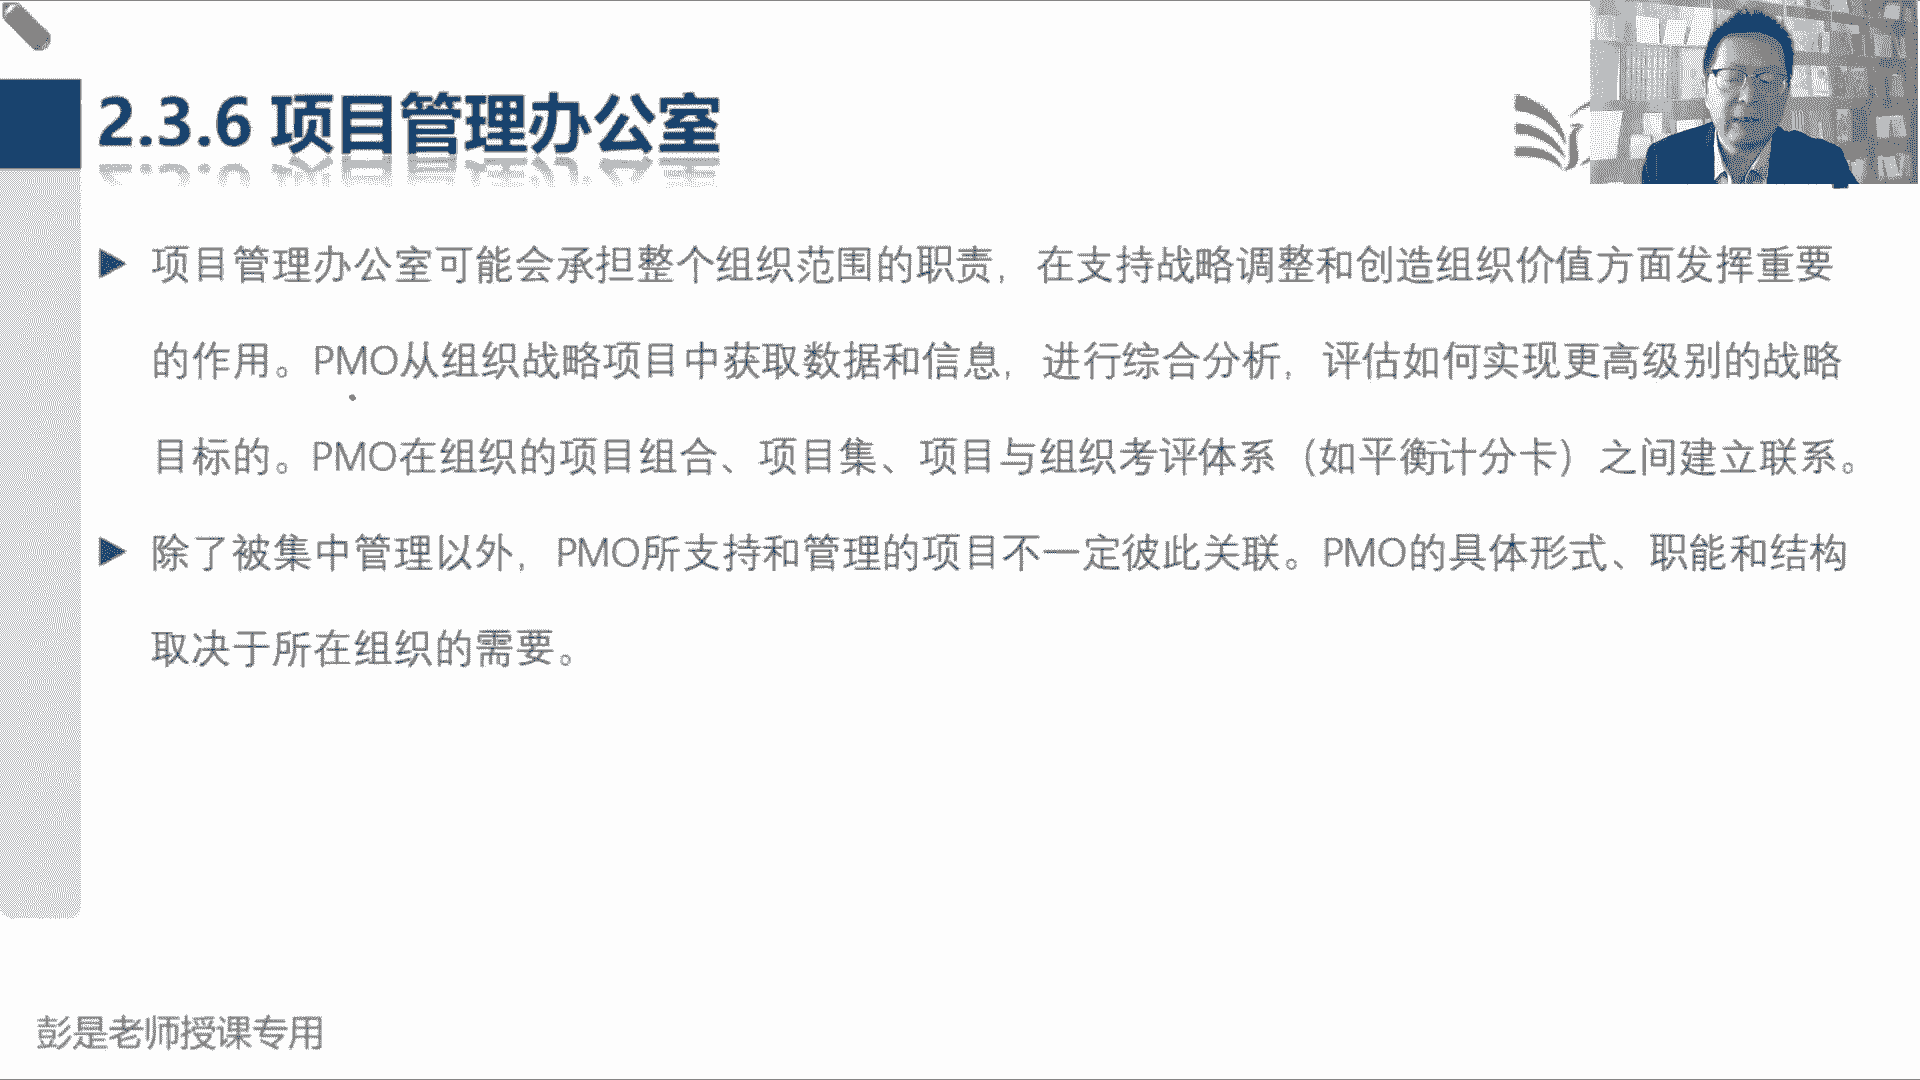 2.3.6 项目管理办公室
项目管理办公室可能会承担整个组织范围的职责，在支持战略调整和创造组织价值方面发挥重要
的作用。PMO从组织战略项目中获取数据和信息，进行综合分析，评估如何实现更高级别的战略
目标的。PMO在组织的项目组合、项目集、项目与组织考评体系（如平衡计分卡）之间建立联系。
除了被集中管理以外，PMO所支持和管理的项目不一定彼此关联。PMO的具体形式、职能和结构
取决于所在组织的需要。
彭是老师授课专用